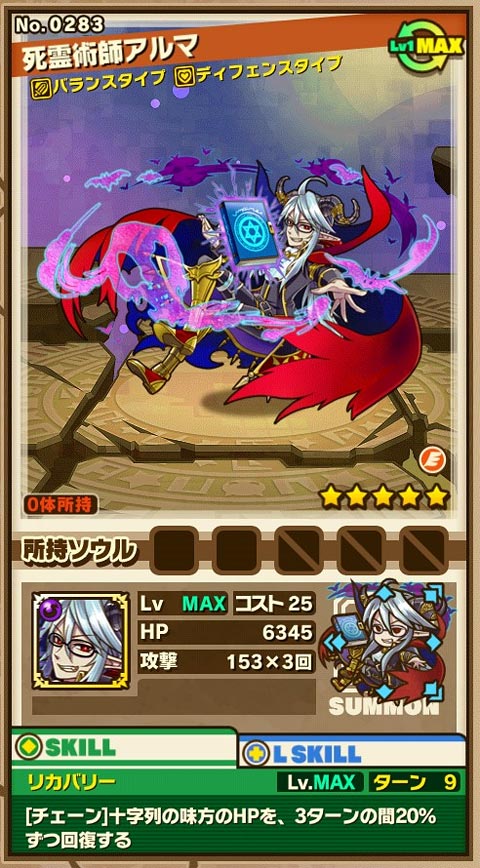 No.0283
死霊術師アルマ
Lv1 MAX
バランスタイプ ディフェンスタイプ
E
0体所持
所持ソウル
Lv MAX コスト 25
HP 6345
攻撃 153×3回
SUMMON
SKILL
L SKILL
リカバリー Lv.MAX ターン 9
[チェーン]十字列の味方のHPを、3ターンの間20%
ずつ回復する